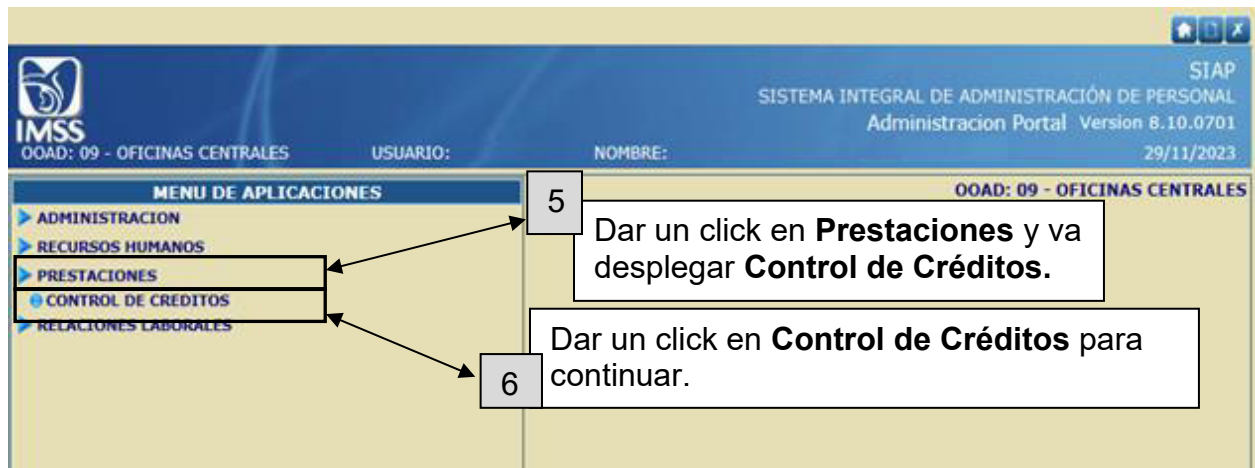 SIAP
SISTEMA INTEGRAL DE ADMINISTRACIÓN DE PERSONAL
Administracion Portal Version 8.10.0701
IMSS
OOAD: 09 - OFICINAS CENTRALES USUARIO: NOMBRE: 29/11/2023
MENU DE APLICACIONES
OOAD: 09 - OFICINAS CENTRALES
ADMINISTRACION
RECURSOS HUMANOS
PRESTACIONES
CONTROL DE CREDITOS
RELACIONES LABORALES
5
Dar un click en Prestaciones y va
desplegar Control de Créditos.
6
Dar un click en Control de Créditos para
continuar.